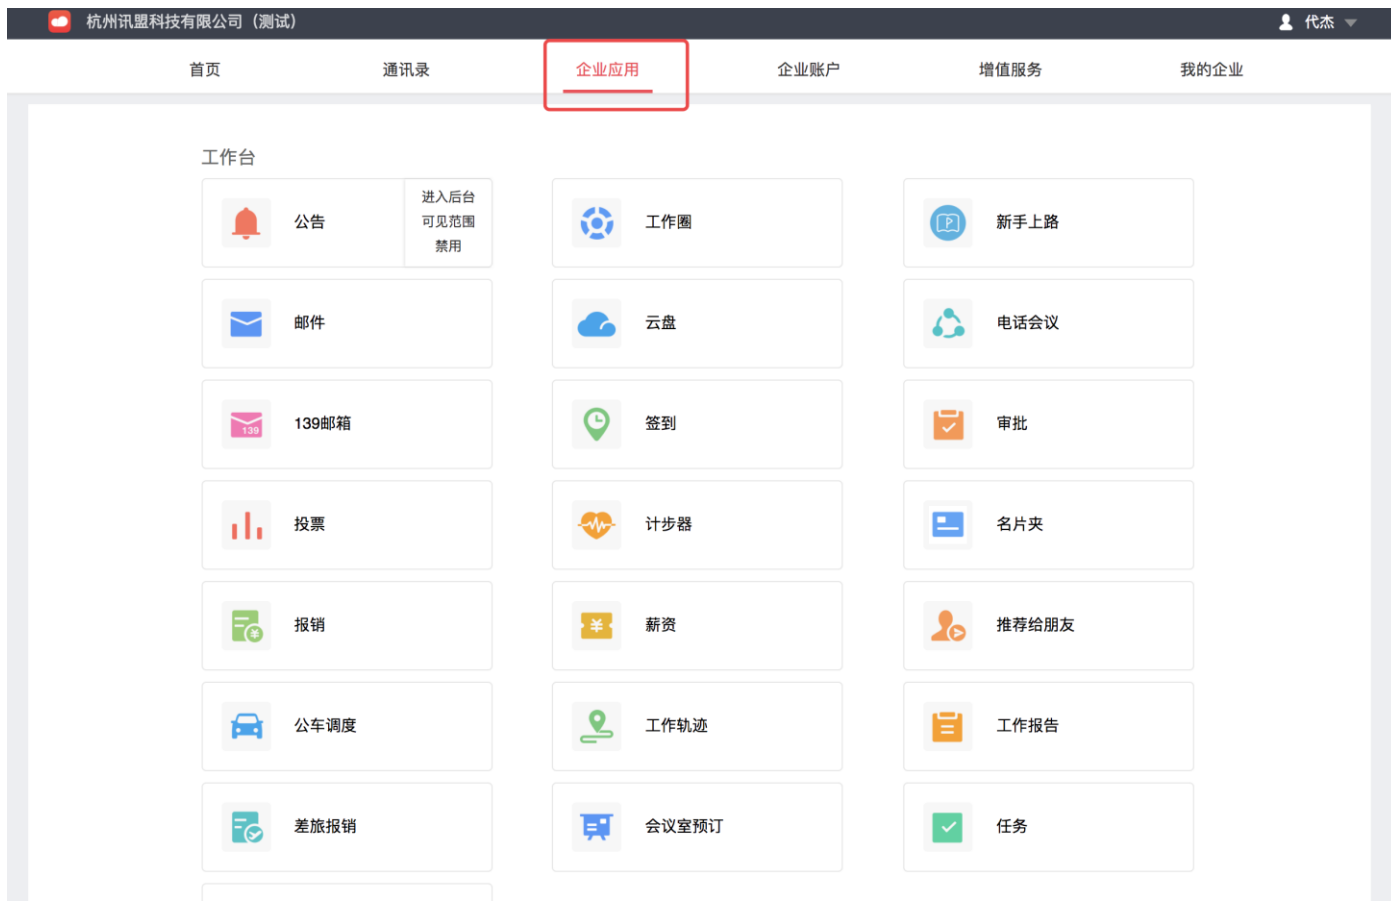 杭州讯盟科技有限公司（测试）
代杰
首页
通讯录
企业应用
企业账户
增值服务
我的企业
工作台
公告
进入后台
可见范围
禁用
工作圈
新手上路
邮件
云盘
电话会议
139
139邮箱
签到
审批
投票
计步器
名片夹
¥
报销
¥
薪资
推荐给朋友
公车调度
工作轨迹
工作报告
差旅报销
会议室预订
任务